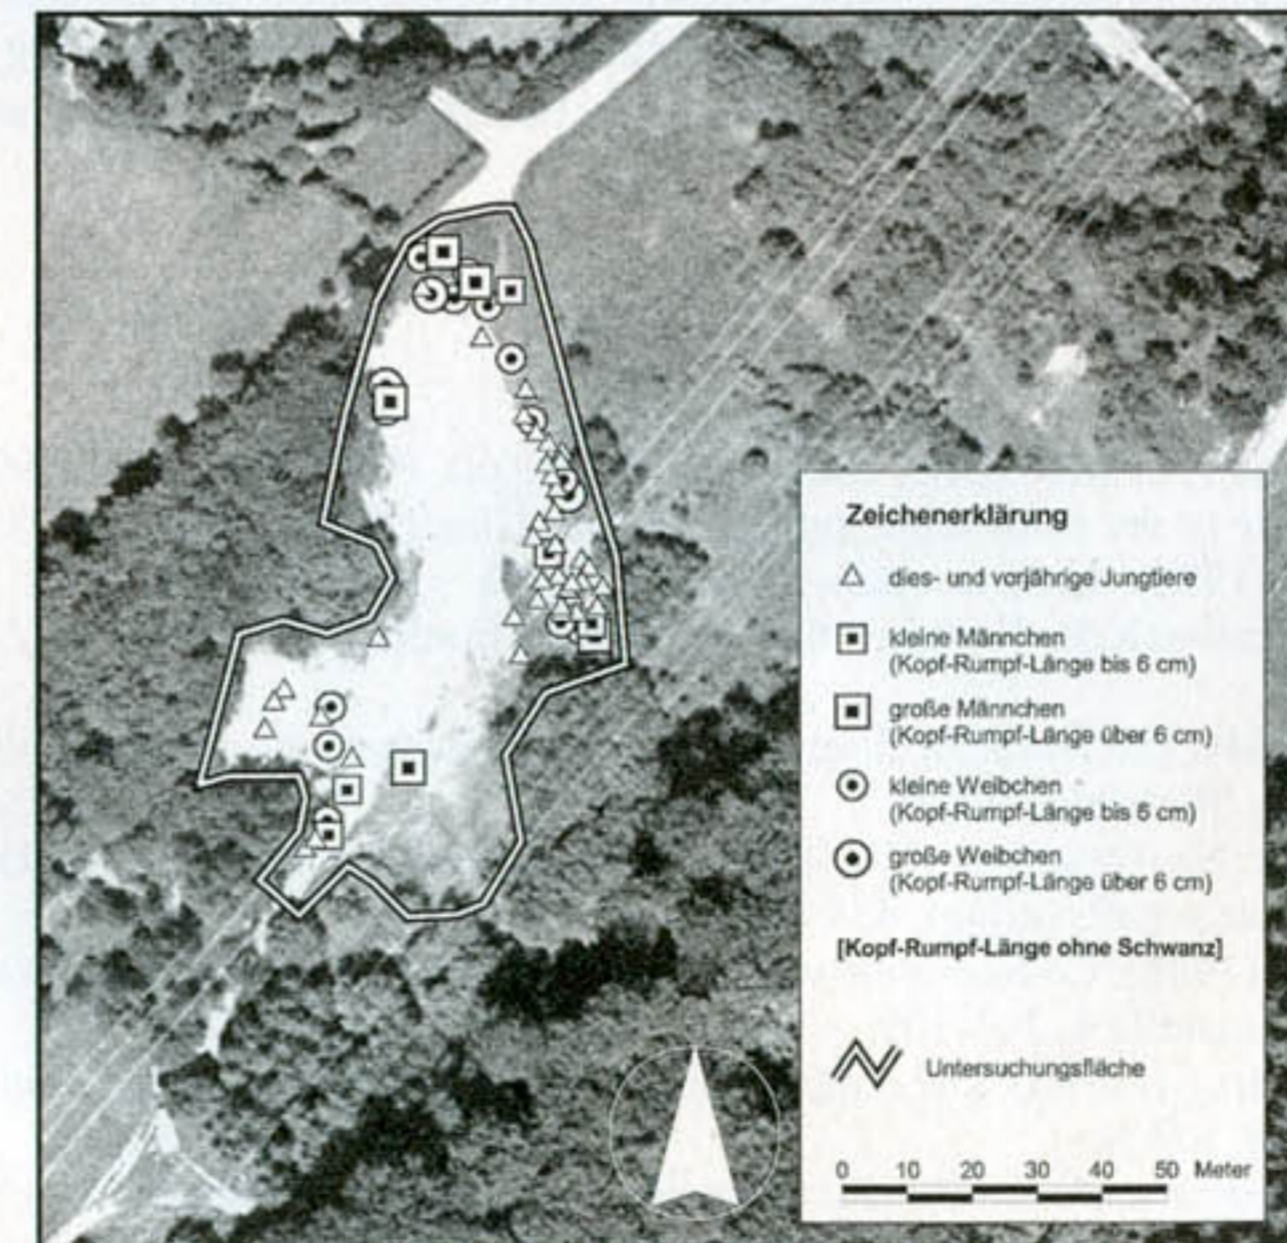 Zeichenerklärung
dies- und vorjährige Jungtiere
kleine Männchen
(Kopf-Rumpf-Länge bis 6 cm)
große Männchen
(Kopf-Rumpf-Länge über 6 cm)
kleine Weibchen
(Kopf-Rumpf-Länge bis 6 cm)
große Weibchen
(Kopf-Rumpf-Länge über 6 cm)
[Kopf-Rumpf-Länge ohne Schwanz]
Untersuchungsfläche
0 10 20 30 40 50 Meter